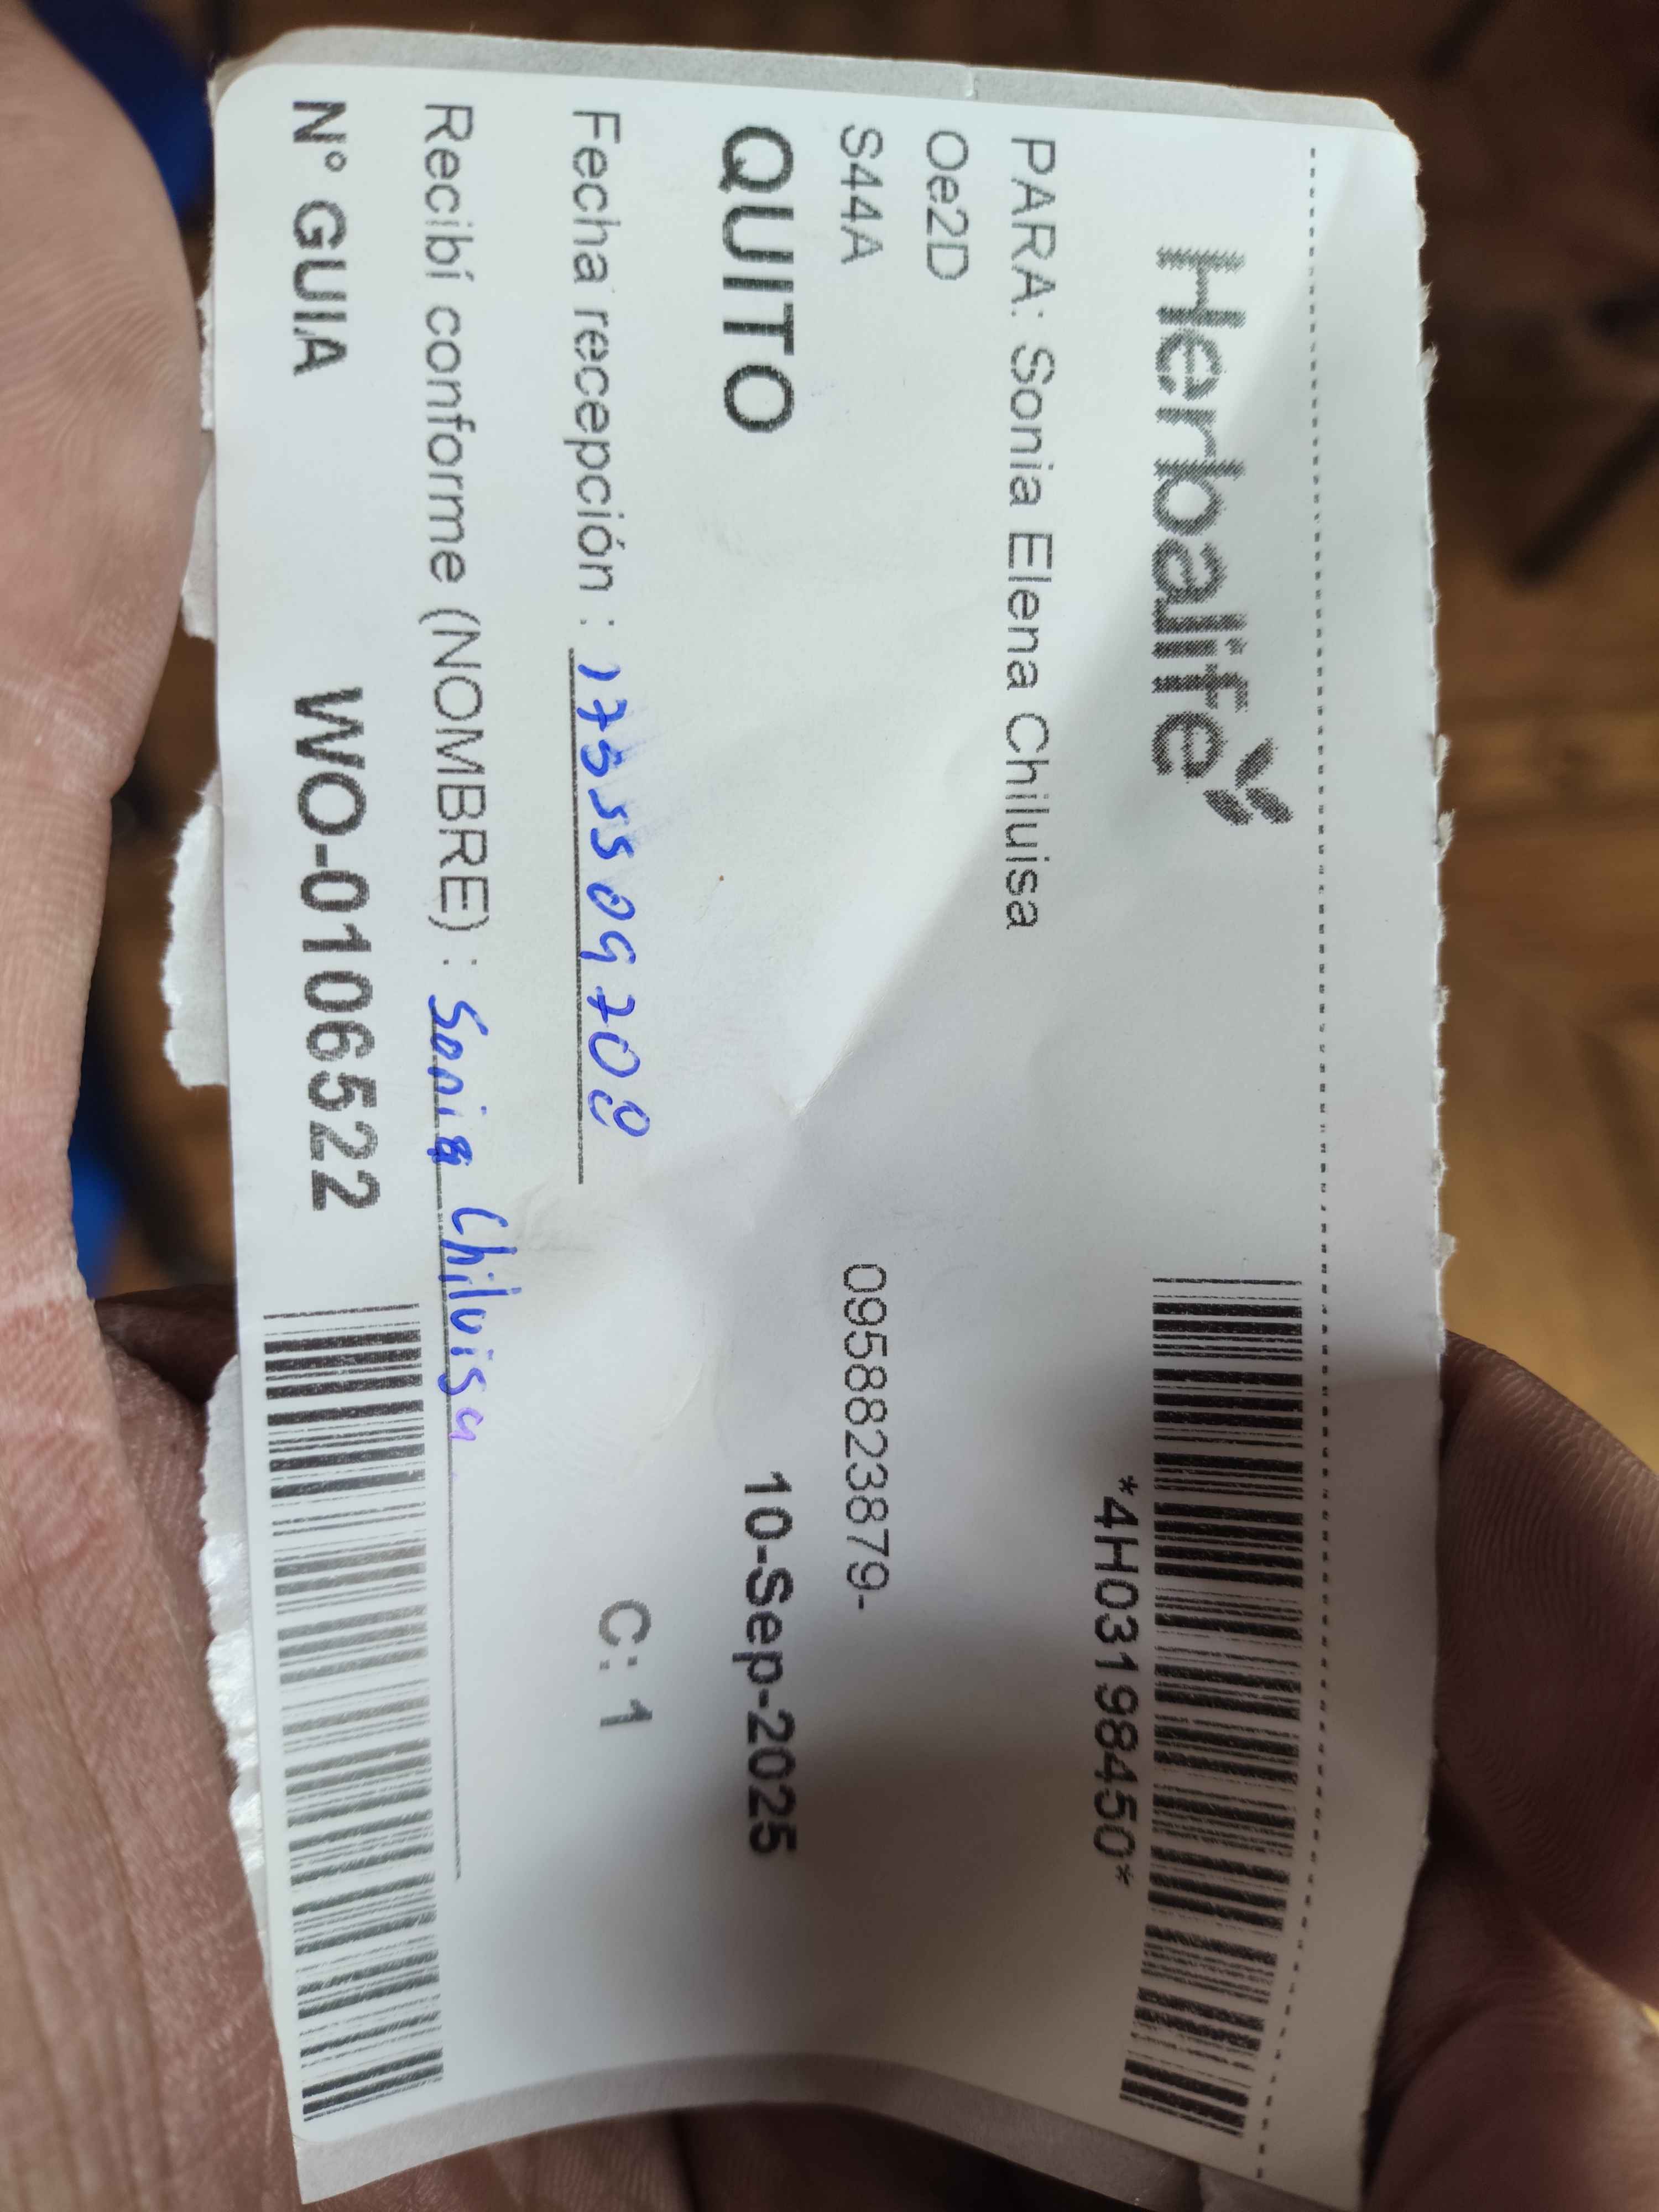 Herbalife
*4H03198450*
PARA: Sonia Elena Chiluisa
Oe2D
S44A 0958823879-
QUITO 10-Sep-2025
Fecha recepción : 1755509708 C: 1
Recibí conforme (NOMBRE) : Sonia Chiluisa
N° GUIA WO-0106522